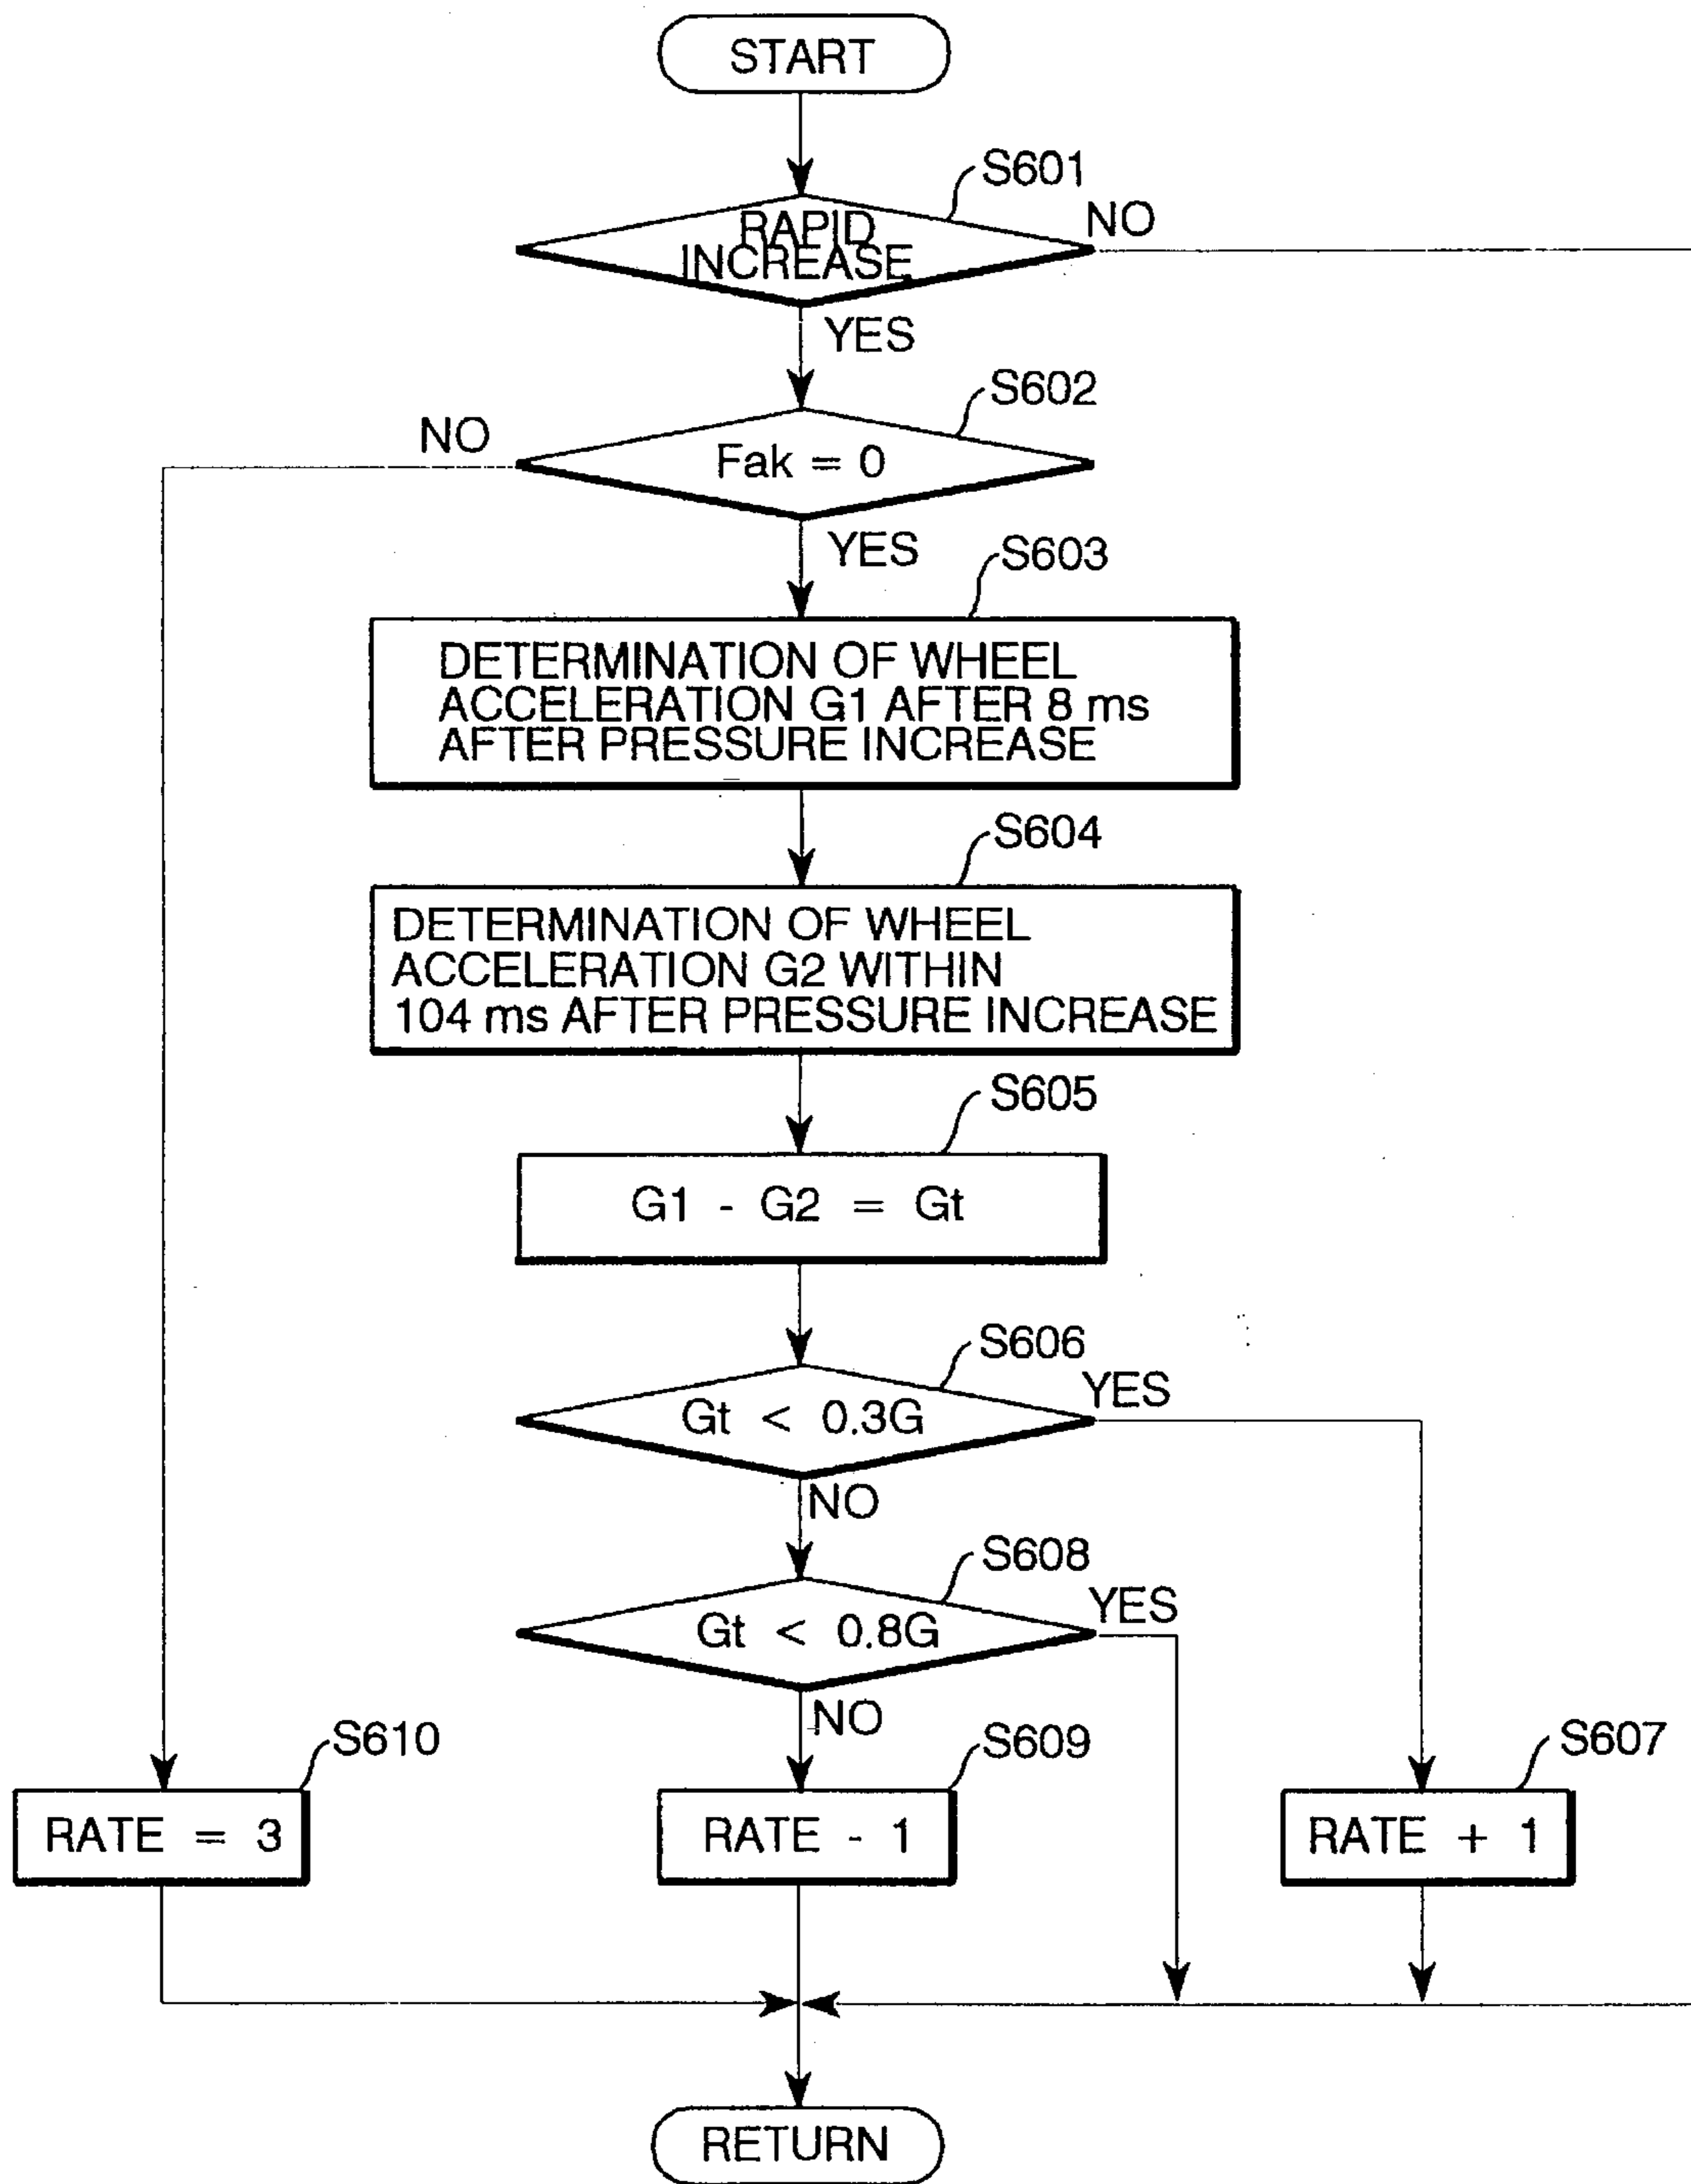 START
S601
RAPID
INCREASE
NO
YES
S602
NO
Fak = 0
YES
S603
DETERMINATION OF WHEEL
ACCELERATION G1 AFTER 8 ms
AFTER PRESSURE INCREASE
S604
DETERMINATION OF WHEEL
ACCELERATION G2 WITHIN
104 ms AFTER PRESSURE INCREASE
S605
G1 - G2 = Gt
S606
YES
Gt < 0.3G
NO
S608
YES
Gt < 0.8G
NO
S610
S609
S607
RATE = 3
RATE - 1
RATE + 1
RETURN